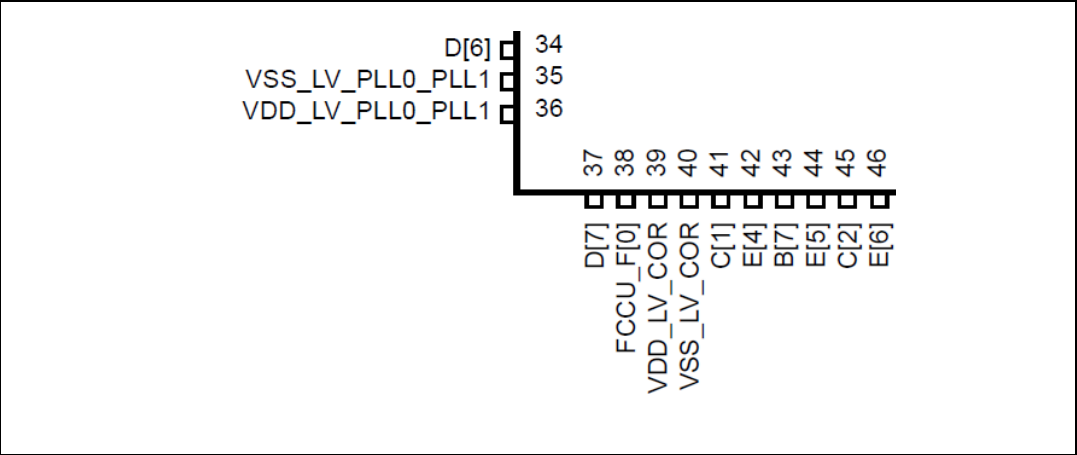 D[6] 34
VSS_LV_PLL0_PLL1 35
VDD_LV_PLL0_PLL1 36
37 38 39 40 41 42 43 44 45 46
D[7]
FCCU_F[0]
VDD_LV_COR
VSS_LV_COR
C[1]
E[4]
B[7]
E[5]
C[2]
E[6]